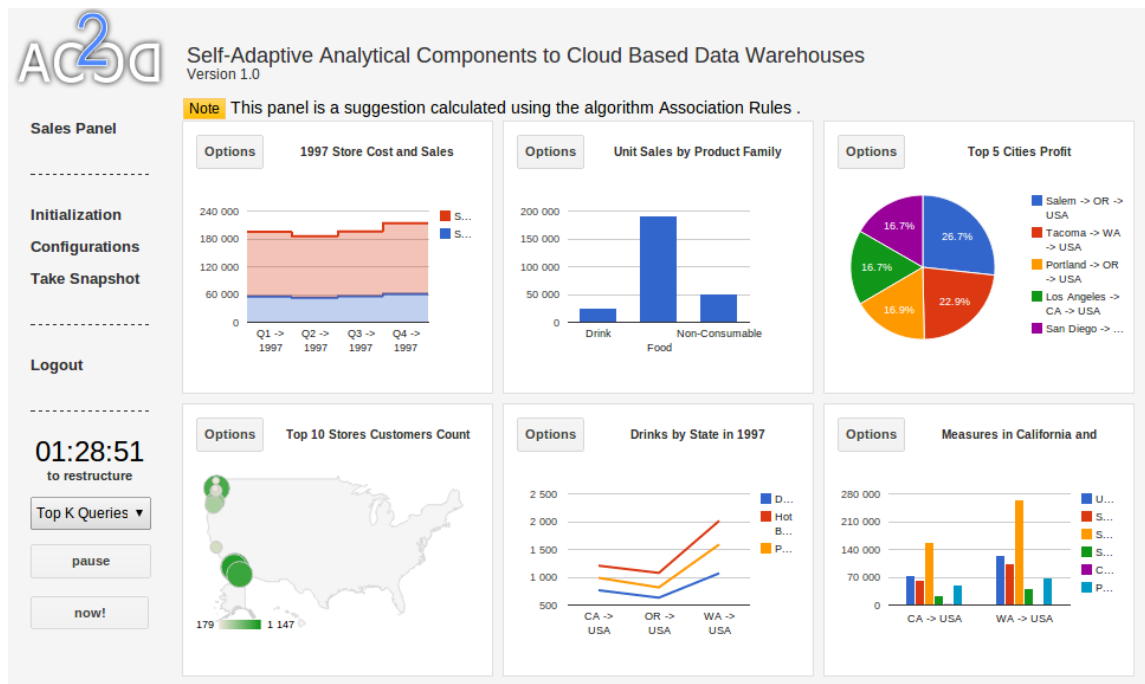 AC2CD
Self-Adaptive Analytical Components to Cloud Based Data Warehouses
Version 1.0
Note This panel is a suggestion calculated using the algorithm Association Rules .
Sales Panel
Initialization
Configurations
Take Snapshot
Logout
01:28:51
to restructure
Top K Queries
pause
now!
Options
1997 Store Cost and Sales
240 000
180 000
120 000
60 000
0
Q1 -> Q2 -> Q3 -> Q4 ->
1997 1997 1997 1997
S...
S...
Options
Unit Sales by Product Family
200 000
150 000
100 000
50 000
0
Drink Non-Consumable
Food
Options
Top 5 Cities Profit
26.7%
22.9%
16.9%
16.7%
16.7%
Salem -> OR ->
USA
Tacoma -> WA
-> USA
Portland -> OR
-> USA
Los Angeles ->
CA -> USA
San Diego -> ...
Options
Top 10 Stores Customers Count
179 1 147
Options
Drinks by State in 1997
2 500
2 000
1 500
1 000
500
CA -> OR -> WA ->
USA USA USA
D...
Hot
B...
P...
Options
Measures in California and
280 000
210 000
140 000
70 000
0
CA -> USA WA -> USA
U...
S...
S...
S...
C...
P...